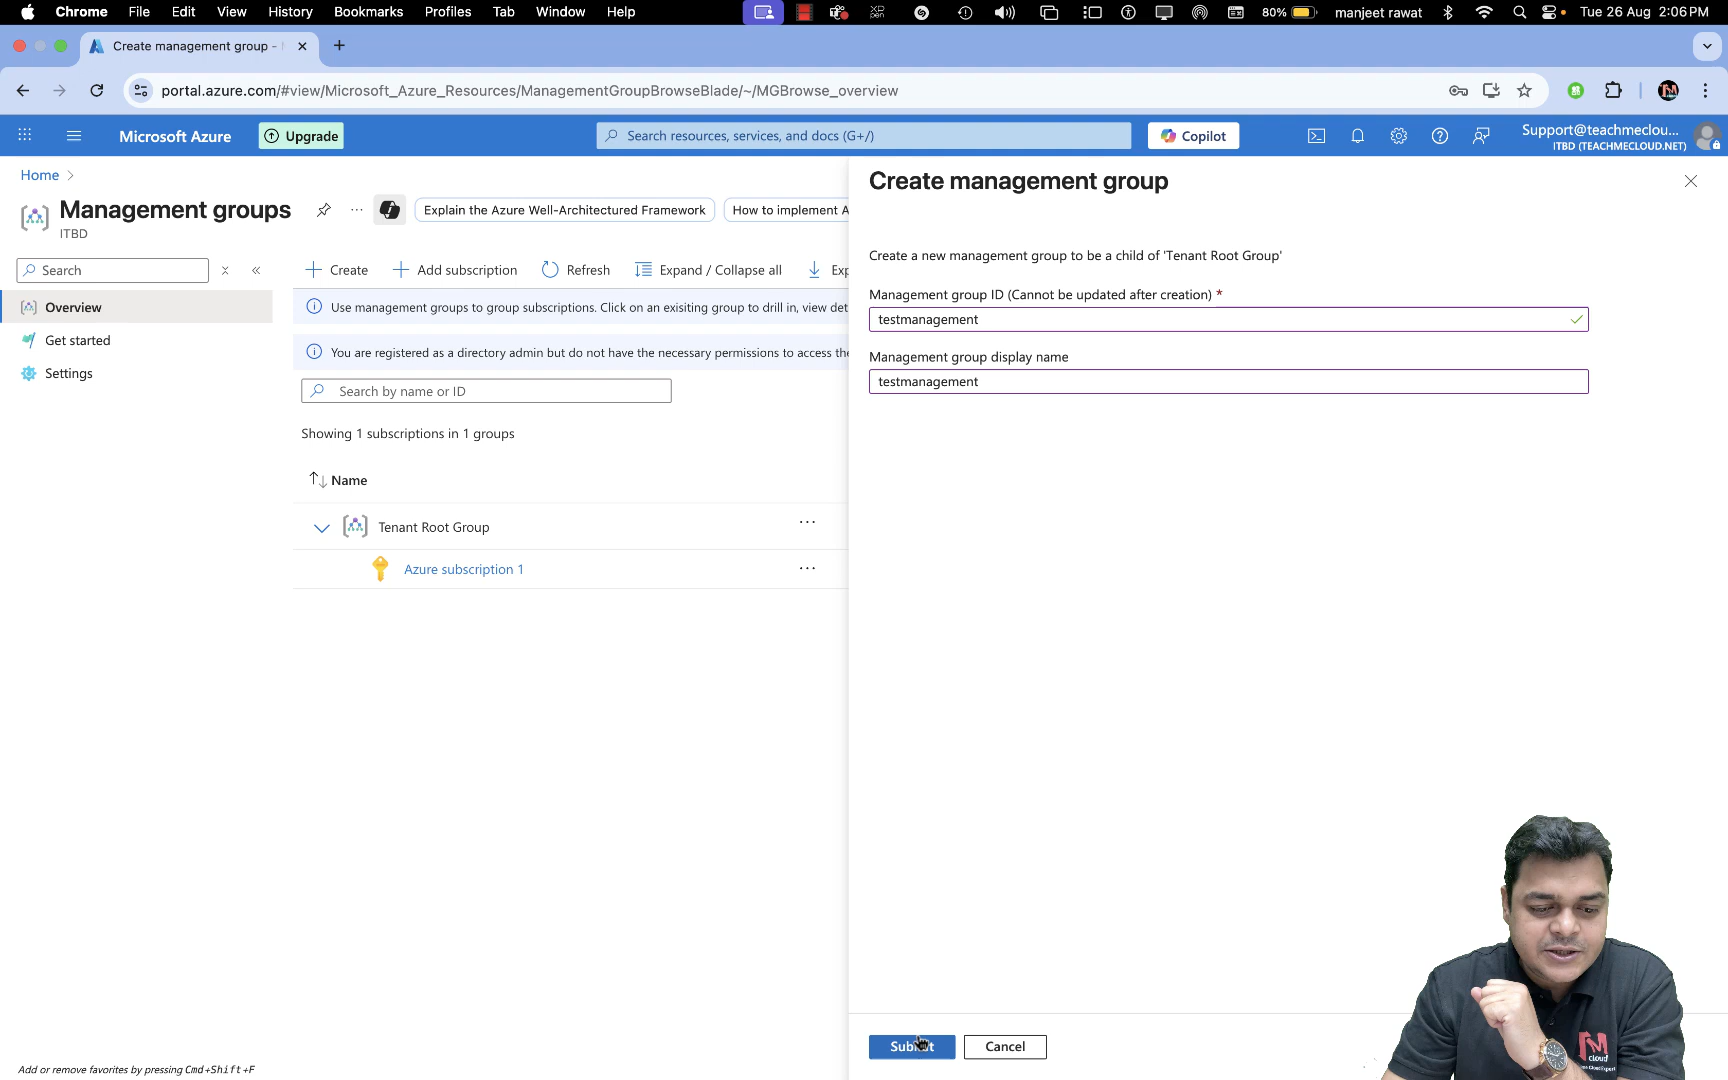 Chrome File Edit View History Bookmarks Profiles Tab Window Help XP pen 80% manjeet rawat Tue 26 Aug 2:06 PM
Create management group -
portal.azure.com/#view/Microsoft_Azure_Resources/ManagementGroupBrowseBlade/~/MGBrowse_overview
Microsoft Azure Upgrade Search resources, services, and docs (G+/) Copilot Support@teachmeclou...
ITBD (TEACHMECLOUD.NET)
Home
Management groups ... Explain the Azure Well-Architectured Framework How to implement A
ITBD
Search
Overview
Get started
Settings
Create Add subscription Refresh Expand / Collapse all Exp
Use management groups to group subscriptions. Click on an exisiting group to drill in, view det
You are registered as a directory admin but do not have the necessary permissions to access the
Search by name or ID
Showing 1 subscriptions in 1 groups
Name
Tenant Root Group ...
Azure subscription 1 ...
Create management group
Create a new management group to be a child of 'Tenant Root Group'
Management group ID (Cannot be updated after creation) *
testmanagement
Management group display name
testmanagement
Submit Cancel
Add or remove favorites by pressing Cmd+Shift+F
cloud